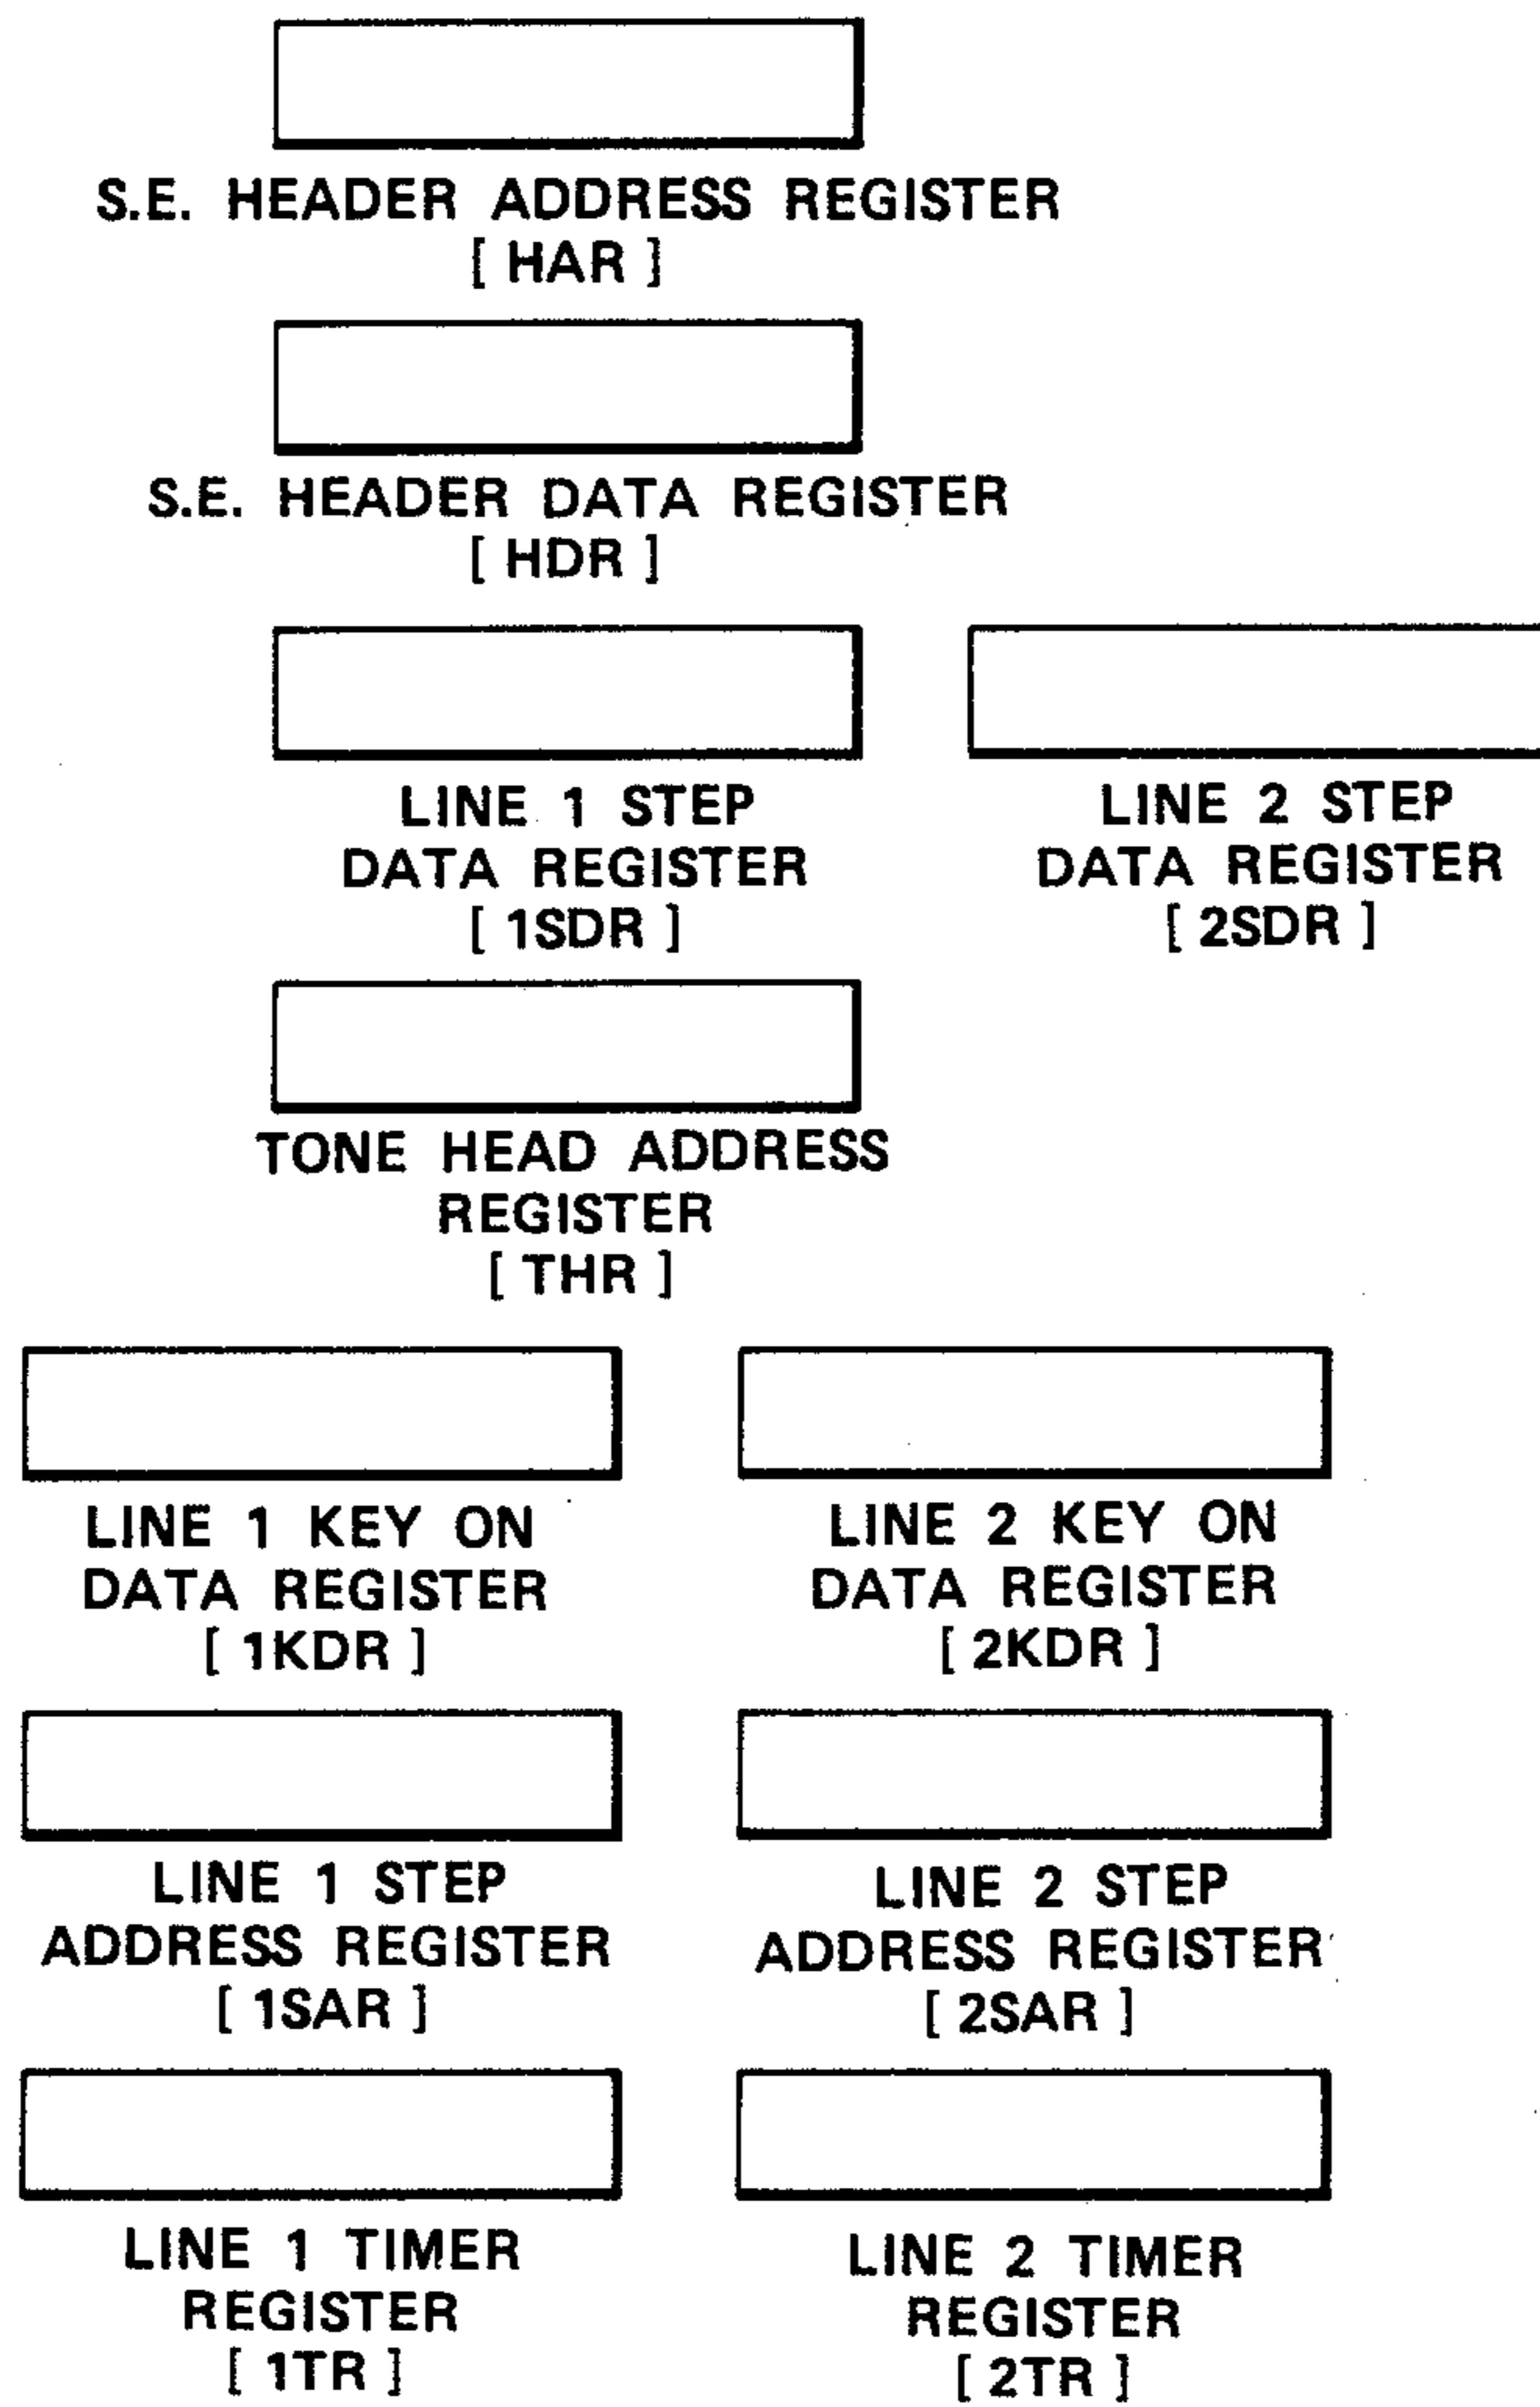 S.E. HEADER ADDRESS REGISTER
[ HAR ]
S.E. HEADER DATA REGISTER
[ HDR ]
LINE 1 STEP
DATA REGISTER
[ 1SDR ]
LINE 2 STEP
DATA REGISTER
[ 2SDR ]
TONE HEAD ADDRESS
REGISTER
[ THR ]
LINE 1 KEY ON
DATA REGISTER
[ 1KDR ]
LINE 2 KEY ON
DATA REGISTER
[ 2KDR ]
LINE 1 STEP
ADDRESS REGISTER
[ 1SAR ]
LINE 2 STEP
ADDRESS REGISTER
[ 2SAR ]
LINE 1 TIMER
REGISTER
[ 1TR ]
LINE 2 TIMER
REGISTER
[ 2TR ]